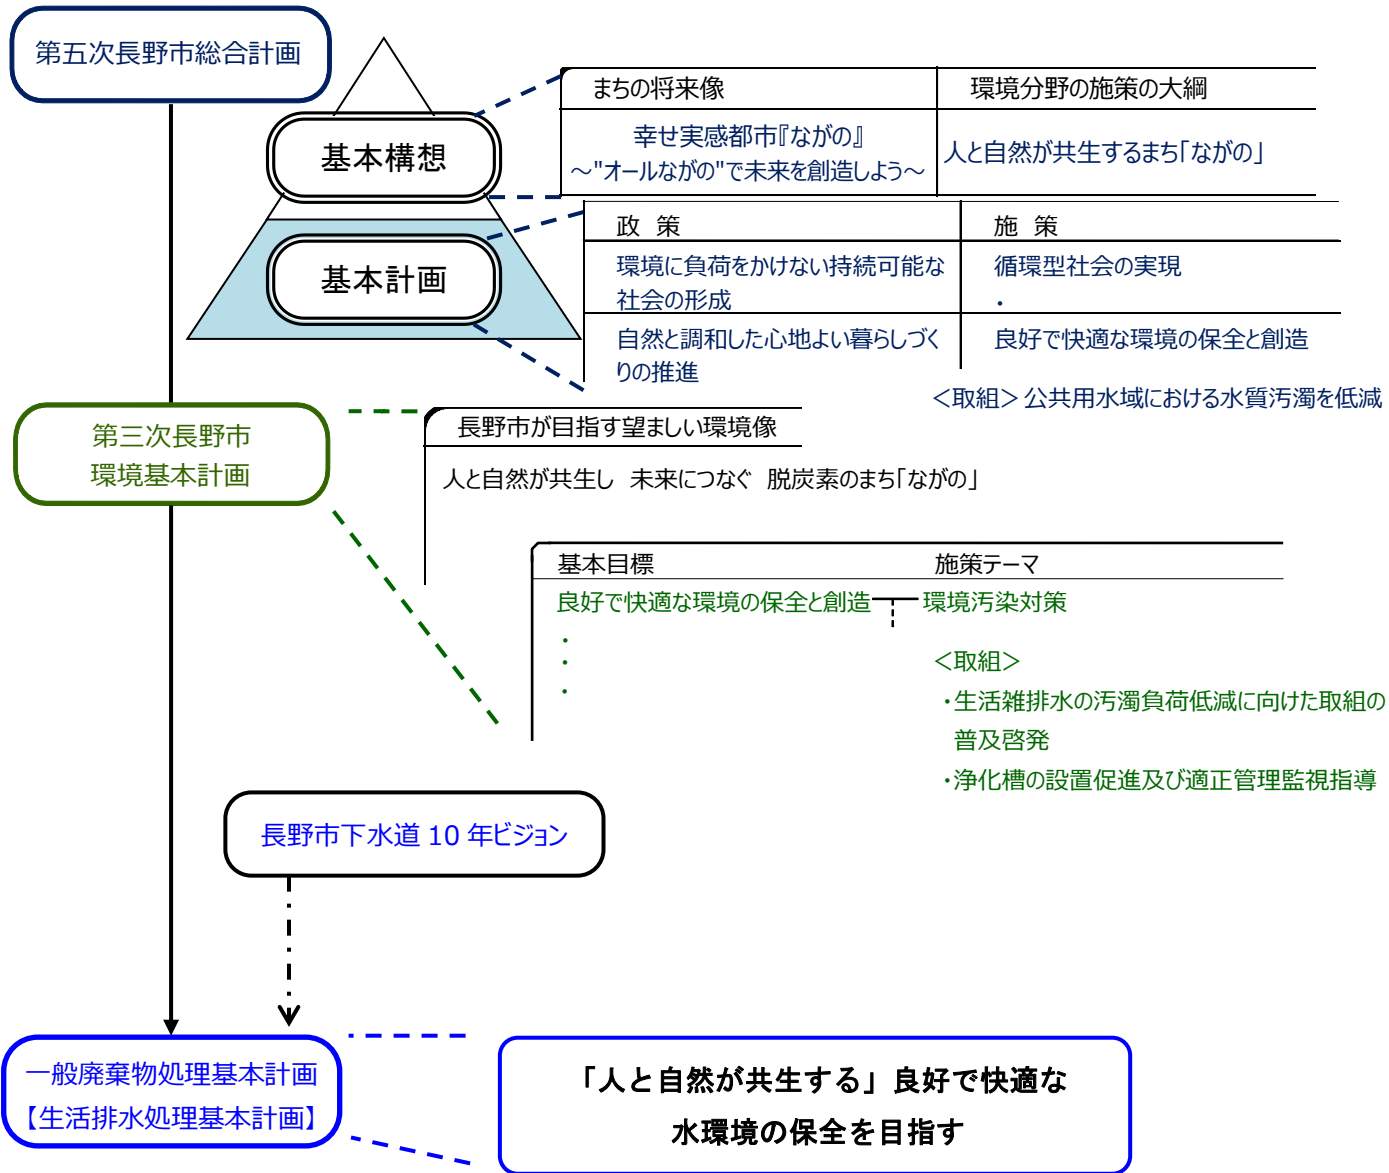 第五次長野市総合計画
基本構想
まちの将来像
環境分野の施策の大綱
幸せ実感都市『ながの』
～"オールながの"で未来を創造しよう～
人と自然が共生するまち「ながの」
基本計画
政 策
施 策
環境に負荷をかけない持続可能な
社会の形成
循環型社会の実現
・
自然と調和した心地よい暮らしづく
りの推進
良好で快適な環境の保全と創造
＜取組＞公共用水域における水質汚濁を低減
第三次長野市
環境基本計画
長野市が目指す望ましい環境像
人と自然が共生し 未来につなぐ 脱炭素のまち「ながの」
基本目標
施策テーマ
良好で快適な環境の保全と創造
環境汚染対策
・
・
・
＜取組＞
・生活雑排水の汚濁負荷低減に向けた取組の
普及啓発
・浄化槽の設置促進及び適正管理監視指導
長野市下水道 10 年ビジョン
一般廃棄物処理基本計画
【生活排水処理基本計画】
「人と自然が共生する」良好で快適な
水環境の保全を目指す